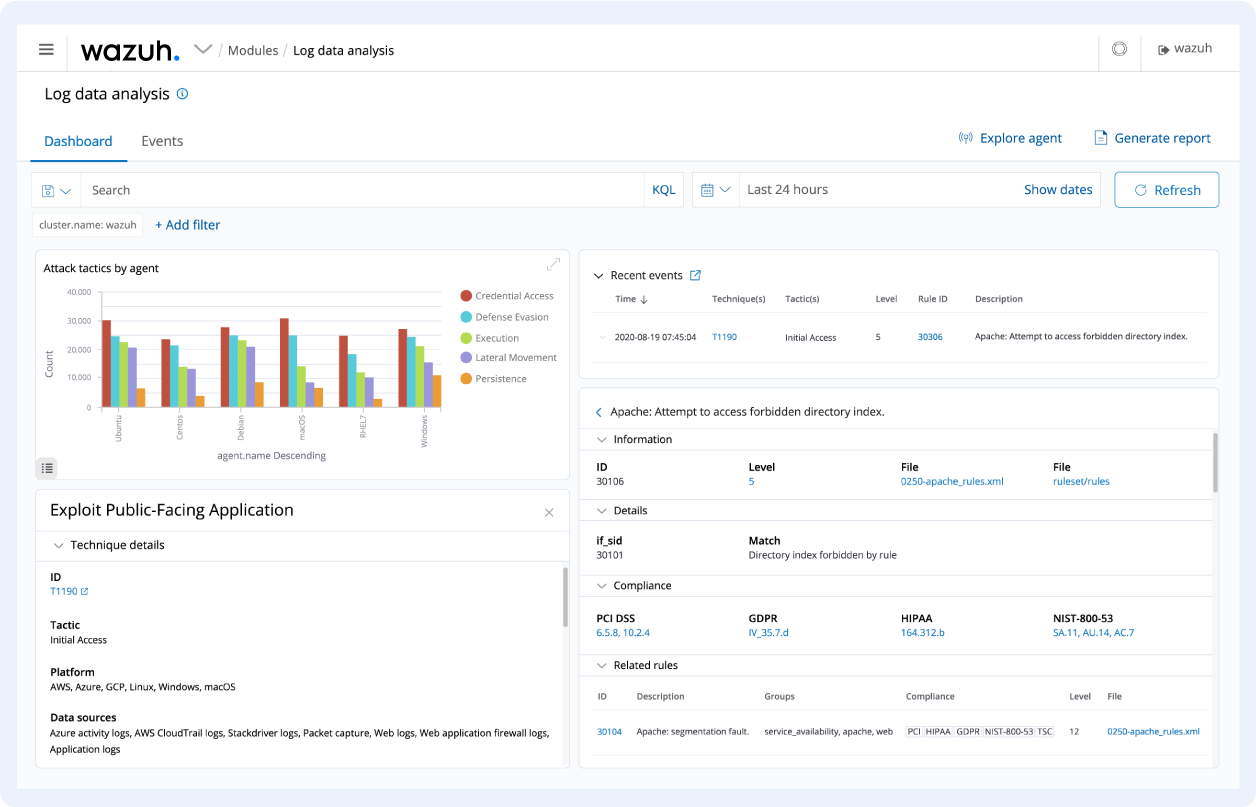 wazuh. / Modules / Log data analysis
wazuh
Log data analysis
Dashboard Events
Explore agent Generate report
Search KQL
Last 24 hours Show dates
Refresh
cluster.name: wazuh + Add filter
Attack tactics by agent
40,000
30,000
20,000
10,000
0
Count
Ubuntu
Centos
Debian
macOS
RHEL7
Windows
agent.name Descending
Credential Access
Defense Evasion
Execution
Lateral Movement
Persistence
Exploit Public-Facing Application
Technique details
ID
T1190
Tactic
Initial Access
Platform
AWS, Azure, GCP, Linux, Windows, macOS
Data sources
Azure activity logs, AWS CloudTrail logs, Stackdriver logs, Packet capture, Web logs, Web application firewall logs,
Application logs
Recent events
Time Technique(s) Tactic(s) Level Rule ID Description
2020-08-19 07:45:04 T1190 Initial Access 5 30306 Apache: Attempt to access forbidden directory index.
Apache: Attempt to access forbidden directory index.
Information
ID Level File File
30106 5 0250-apache_rules.xml ruleset/rules
Details
if_sid Match
30101 Directory index forbidden by rule
Compliance
PCI DSS GDPR HIPAA NIST-800-53
6.5.8, 10.2.4 IV_35.7.d 164.312.b SA.11, AU.14, AC.7
Related rules
ID Description Groups Compliance Level File
30104 Apache: segmentation fault. service_availability, apache, web PCI HIPAA GDPR NIST-800-53 TSC 12 0250-apache_rules.xml